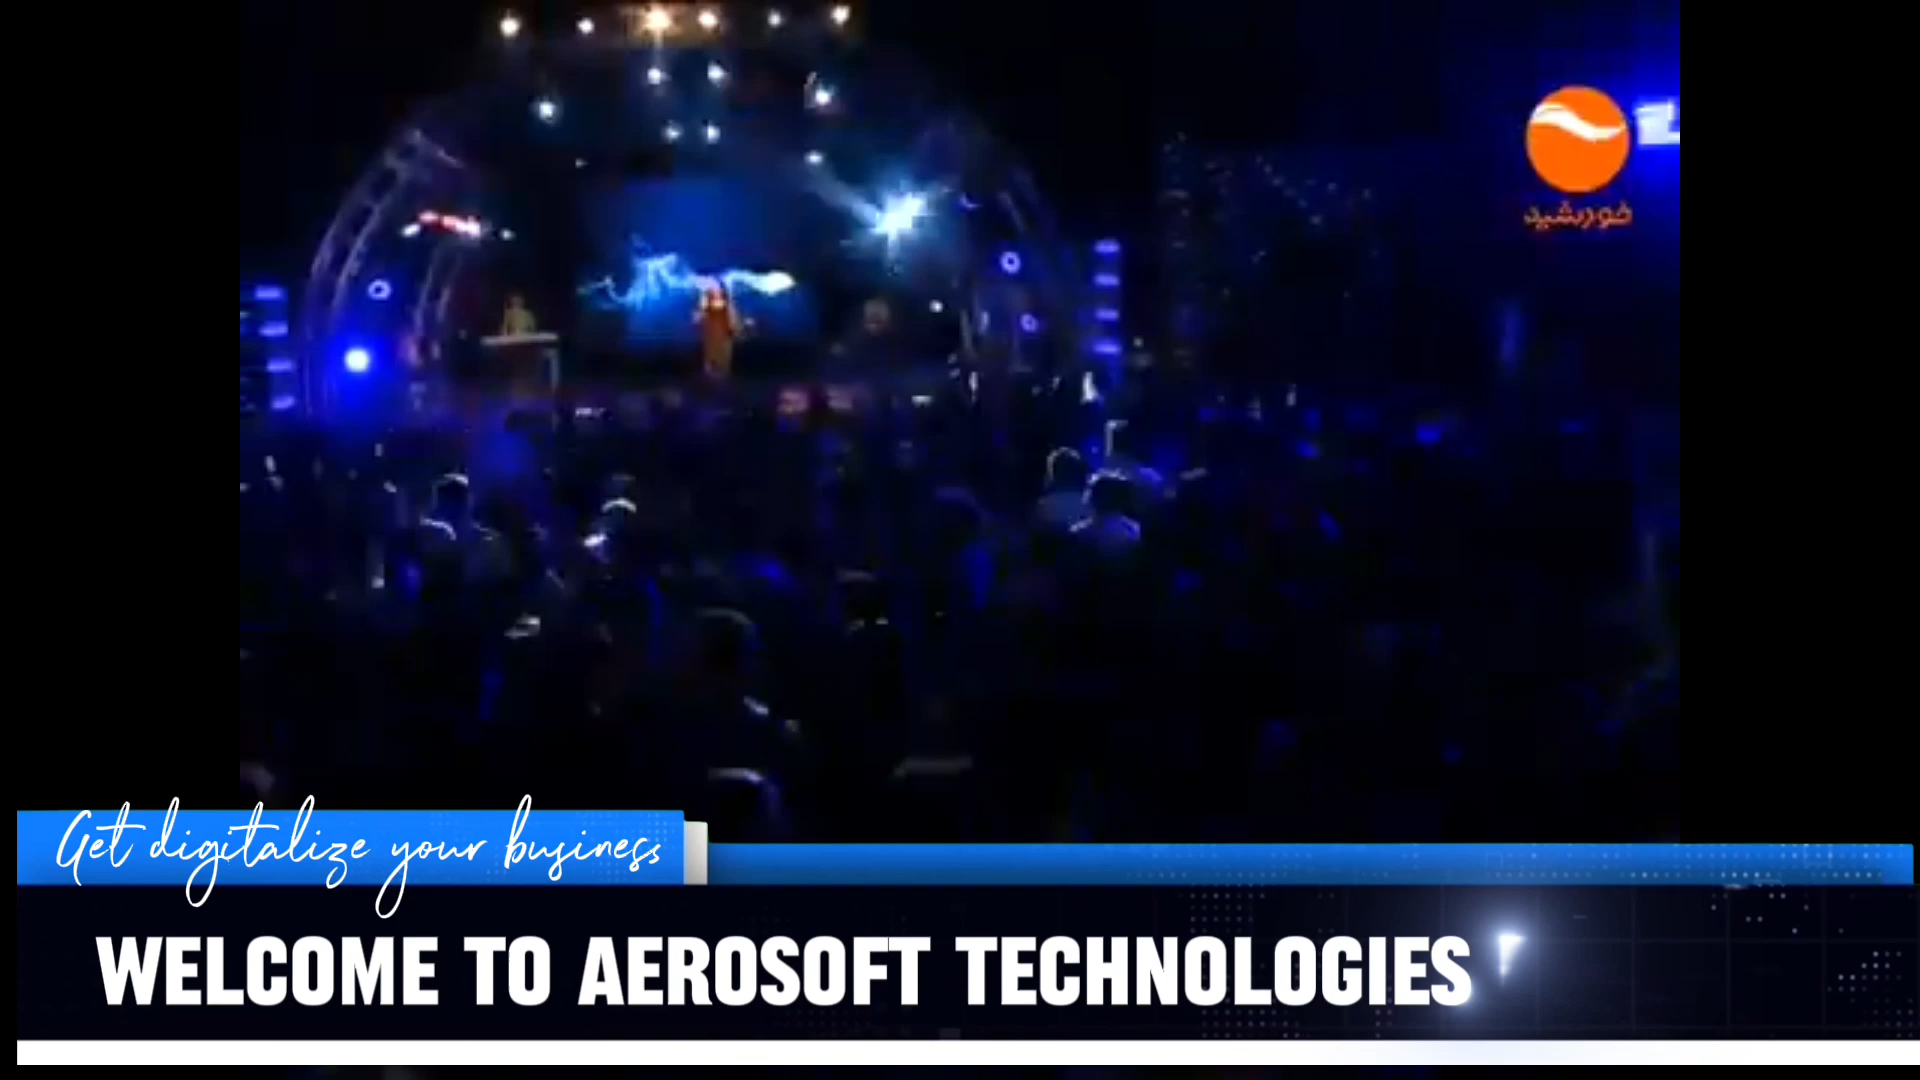 خورشید
Get digitalize your business
WELCOME TO AEROSOFT TECHNOLOGIES